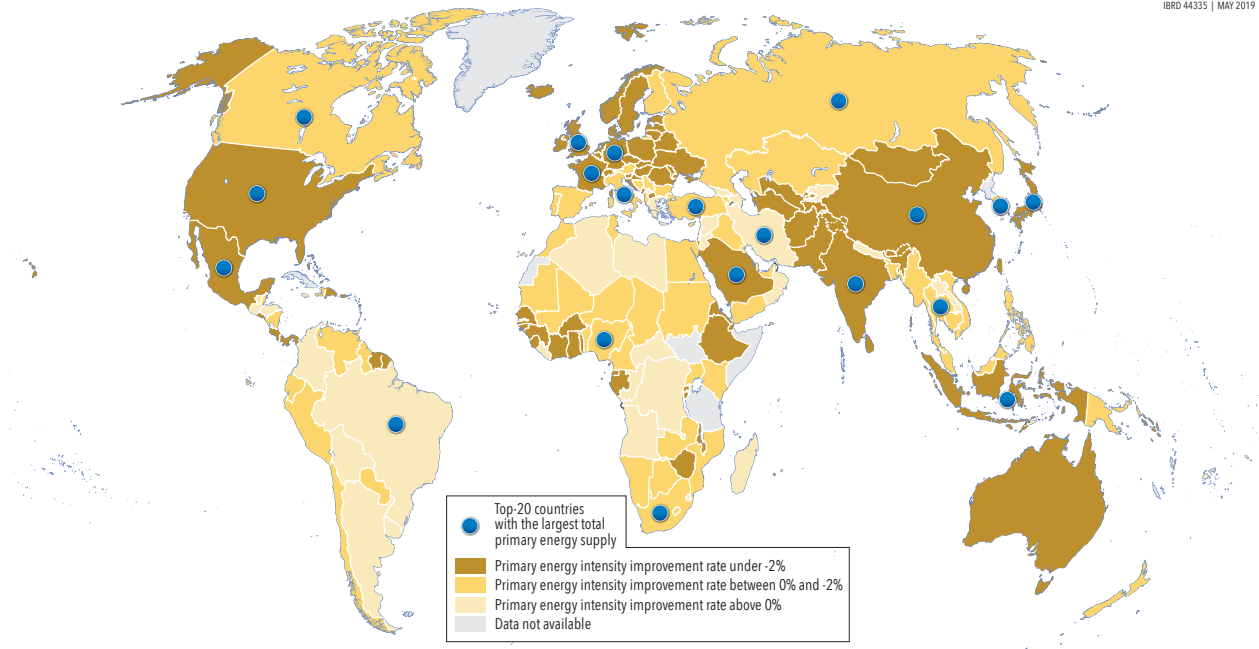 IBRD 44335 | MAY 2019
Top-20 countries
with the largest total
primary energy supply
Primary energy intensity improvement rate under -2%
Primary energy intensity improvement rate between 0% and -2%
Primary energy intensity improvement rate above 0%
Data not available